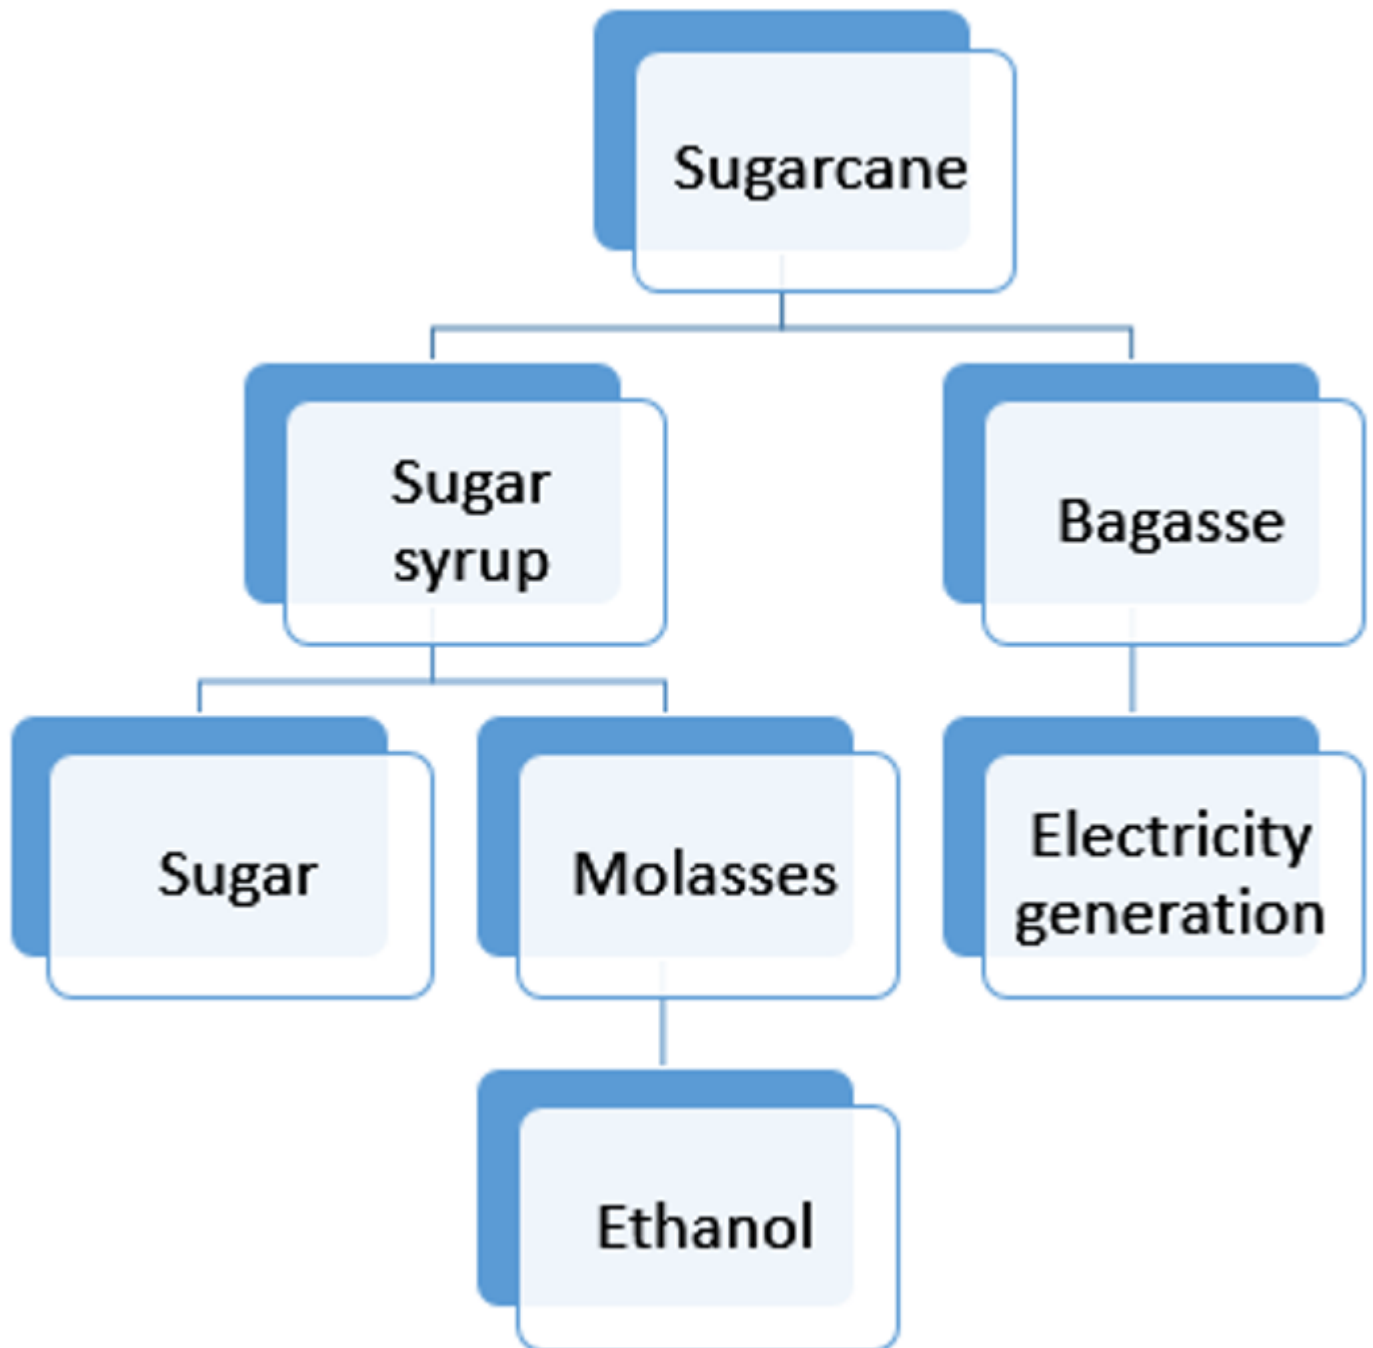 Sugarcane
Sugar
syrup
Bagasse
Sugar
Molasses
Electricity
generation
Ethanol